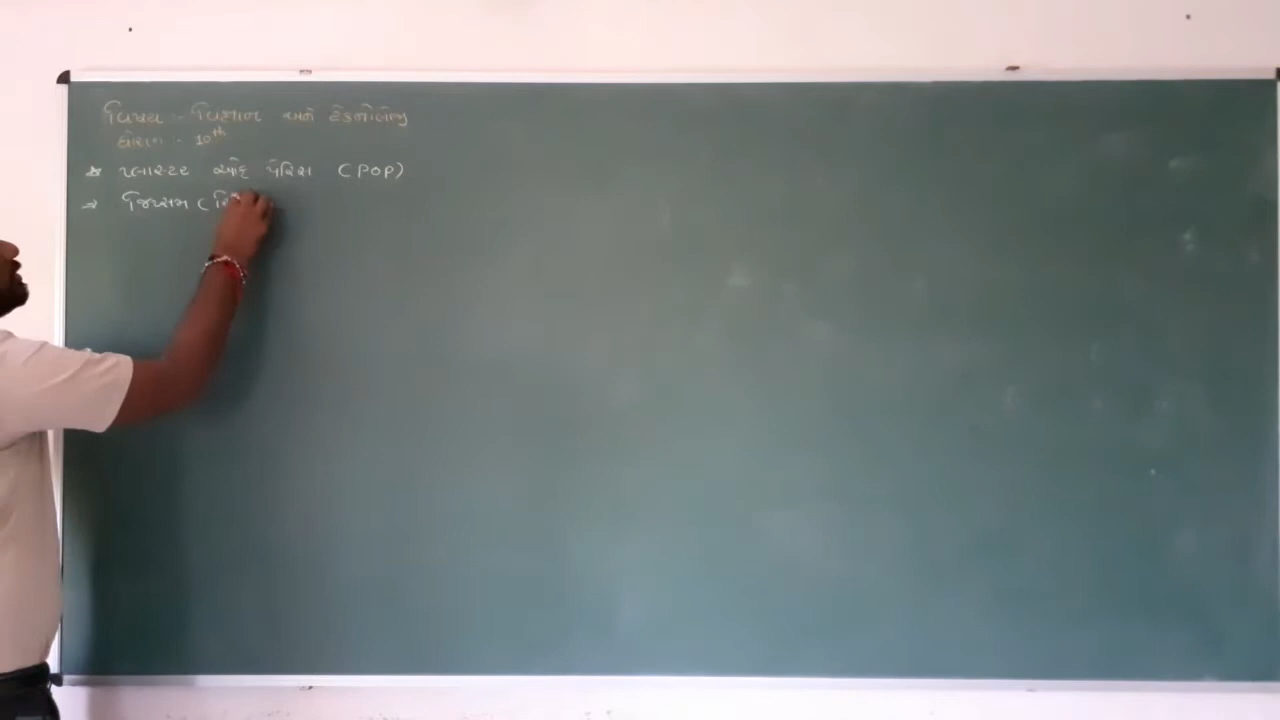 વિષય :- વિજ્ઞાન અને ટેકનોલોજી
ધોરણ :- 10th
* પ્લાસ્ટર ઓફ પેરિસ (POP)
→ જિપ્સમ (